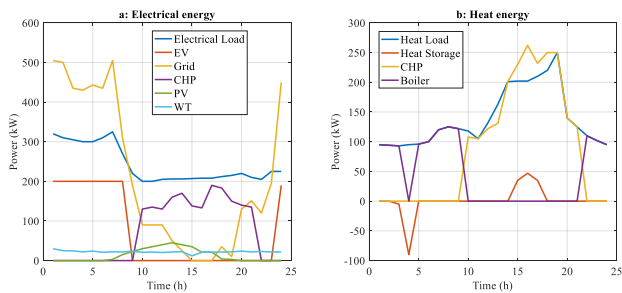 a: Electrical energy
600
500
400
300
200
100
0
0
5
10
15
20
25
Power (kW)
Time (h)
Electrical Load
EV
Grid
CHP
PV
WT
b: Heat energy
300
250
200
150
100
50
0
-50
-100
0
5
10
15
20
25
Power (kW)
Time (h)
Heat Load
Heat Storage
CHP
Boiler